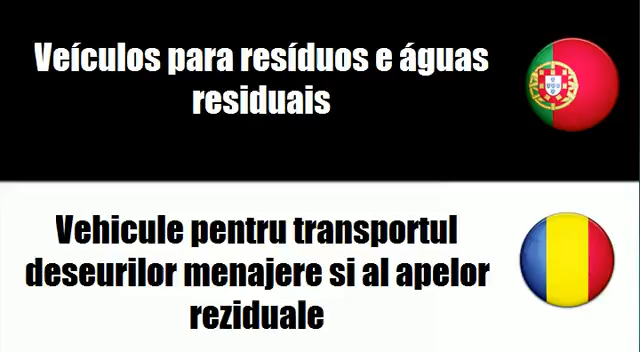 Veículos para resíduos e águas
residuais
Vehicule pentru transportul
deseurilor menajere si al apelor
reziduale